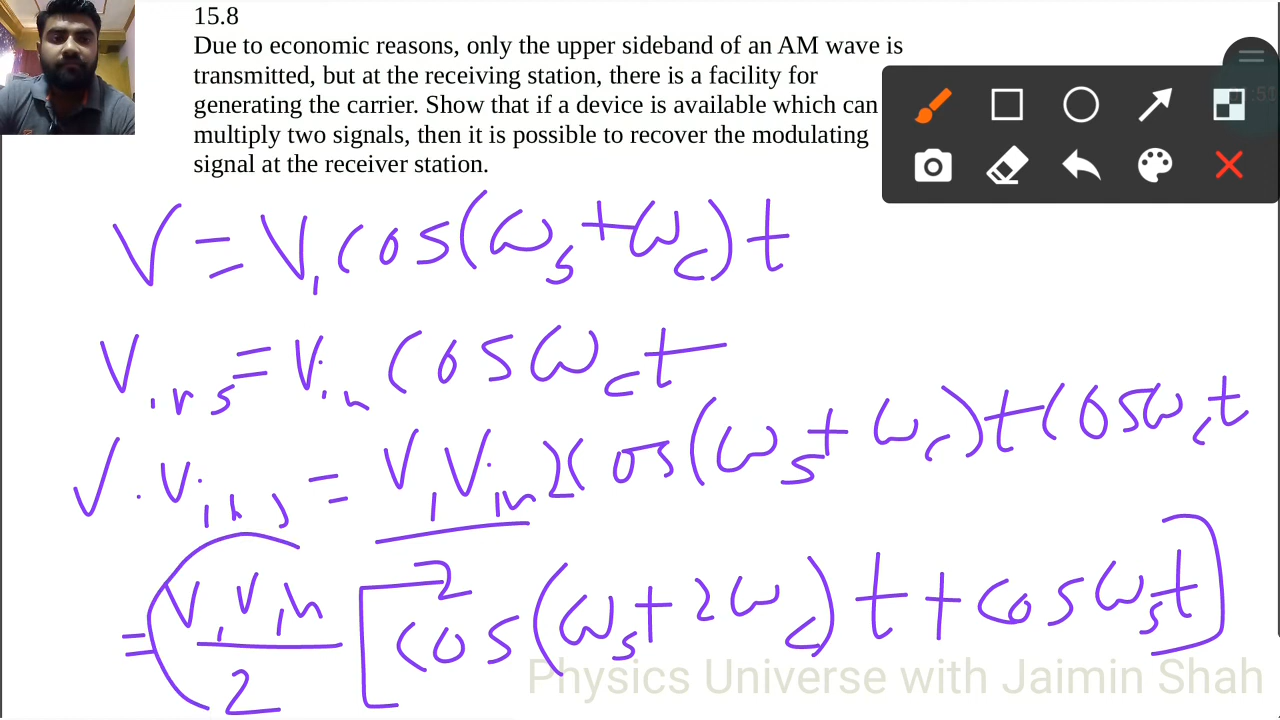 15.8
Due to economic reasons, only the upper sideband of an AM wave is
transmitted, but at the receiving station, there is a facility for
generating the carrier. Show that if a device is available which can
multiply two signals, then it is possible to recover the modulating
signal at the receiver station.
V = V₁ cos(ωs+ωc)t
V = Vin cosωct
V . V = V₁Vin/2 2cos(ωs+ωc)t cosωct
= V₁Vin/2 [cos(ωs+2ωc)t + cosωst]
Physics Universe with Jaimin Shah